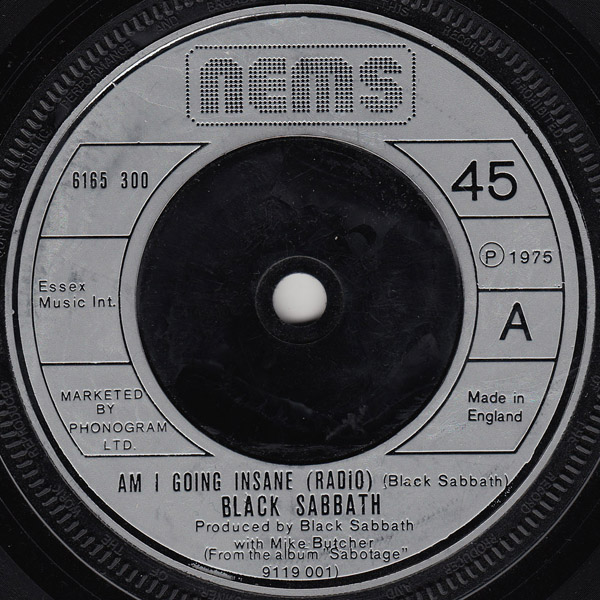 nems
6165 300
45
Ⓟ 1975
Essex
Music Int.
A
MARKETED
BY
PHONOGRAM
LTD.
Made in
England
AM I GOING INSANE (RADiO) (Black Sabbath)
BLACK SABBATH
Produced by Black Sabbath
with Mike Butcher
(From the album "Sabotage"
9119 001)